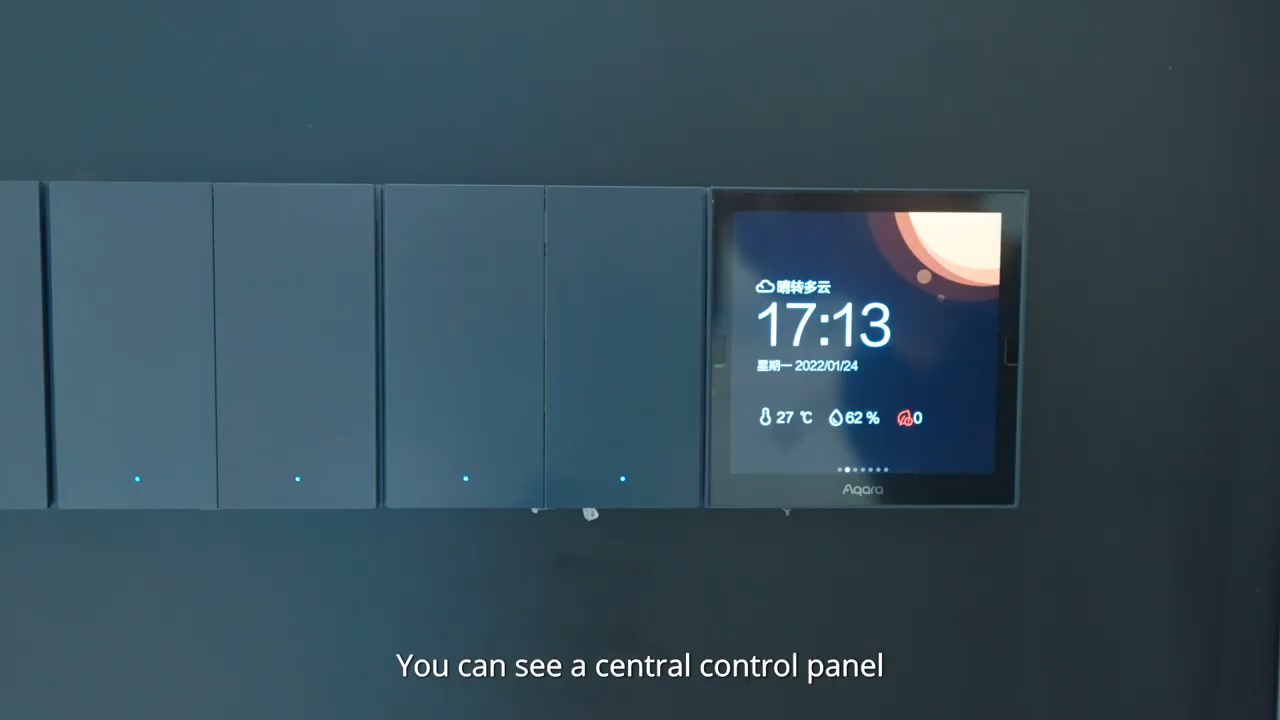 晴转多云
17:13
星期一 2022/01/24
27 ℃ 62 % 0
Aqara
You can see a central control panel